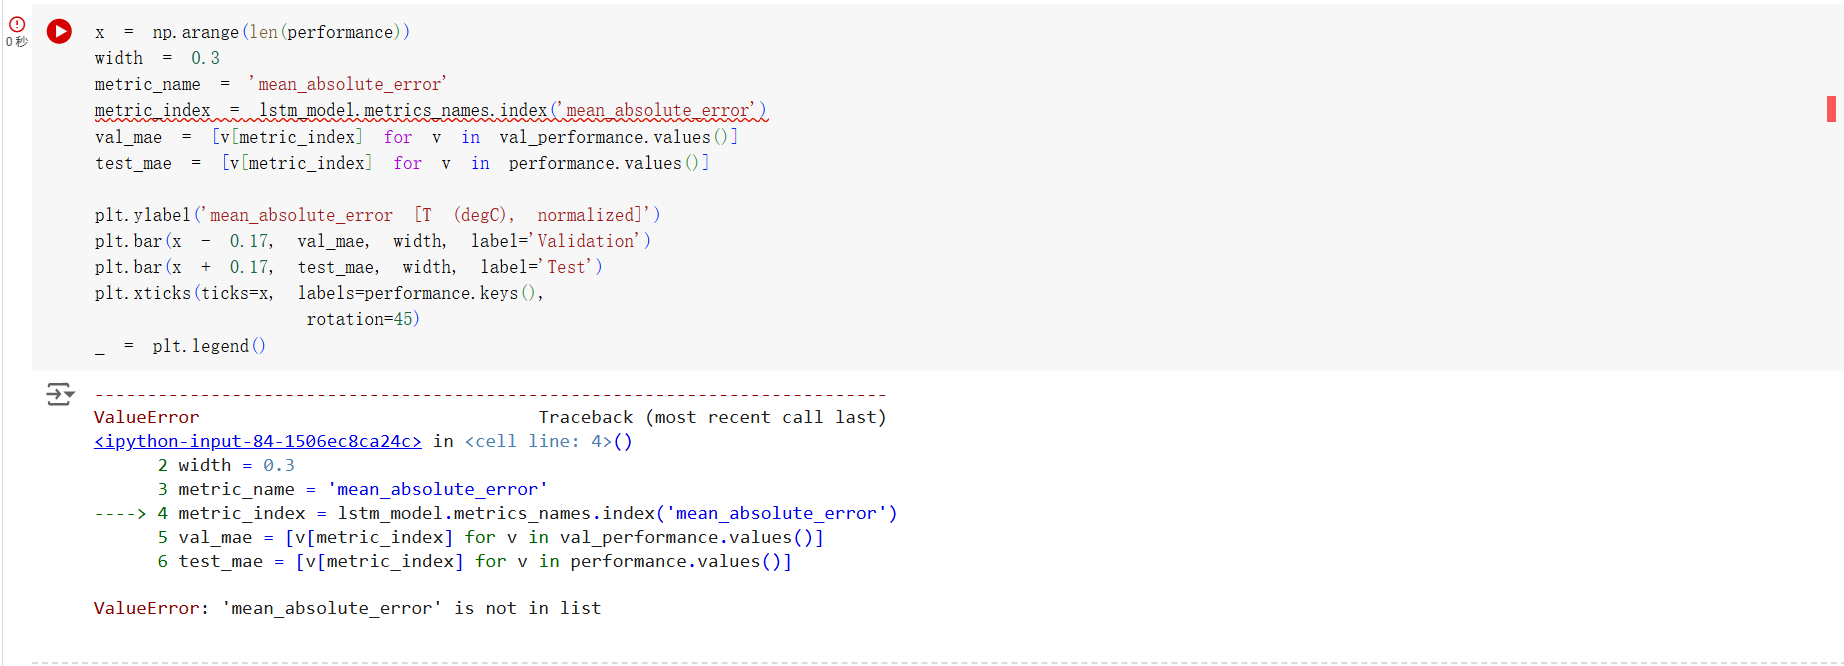 0 秒
x = np.arange(len(performance))
width = 0.3
metric_name = 'mean_absolute_error'
metric_index = lstm_model.metrics_names.index('mean_absolute_error')
val_mae = [v[metric_index] for v in val_performance.values()]
test_mae = [v[metric_index] for v in performance.values()]
plt.ylabel('mean_absolute_error [T (degC), normalized]')
plt.bar(x - 0.17, val_mae, width, label='Validation')
plt.bar(x + 0.17, test_mae, width, label='Test')
plt.xticks(ticks=x, labels=performance.keys(),
rotation=45)
_ = plt.legend()
---------------------------------------------------------------------------
ValueError Traceback (most recent call last)
<ipython-input-84-1506ec8ca24c> in <cell line: 4>()
2 width = 0.3
3 metric_name = 'mean_absolute_error'
----> 4 metric_index = lstm_model.metrics_names.index('mean_absolute_error')
5 val_mae = [v[metric_index] for v in val_performance.values()]
6 test_mae = [v[metric_index] for v in performance.values()]
ValueError: 'mean_absolute_error' is not in list